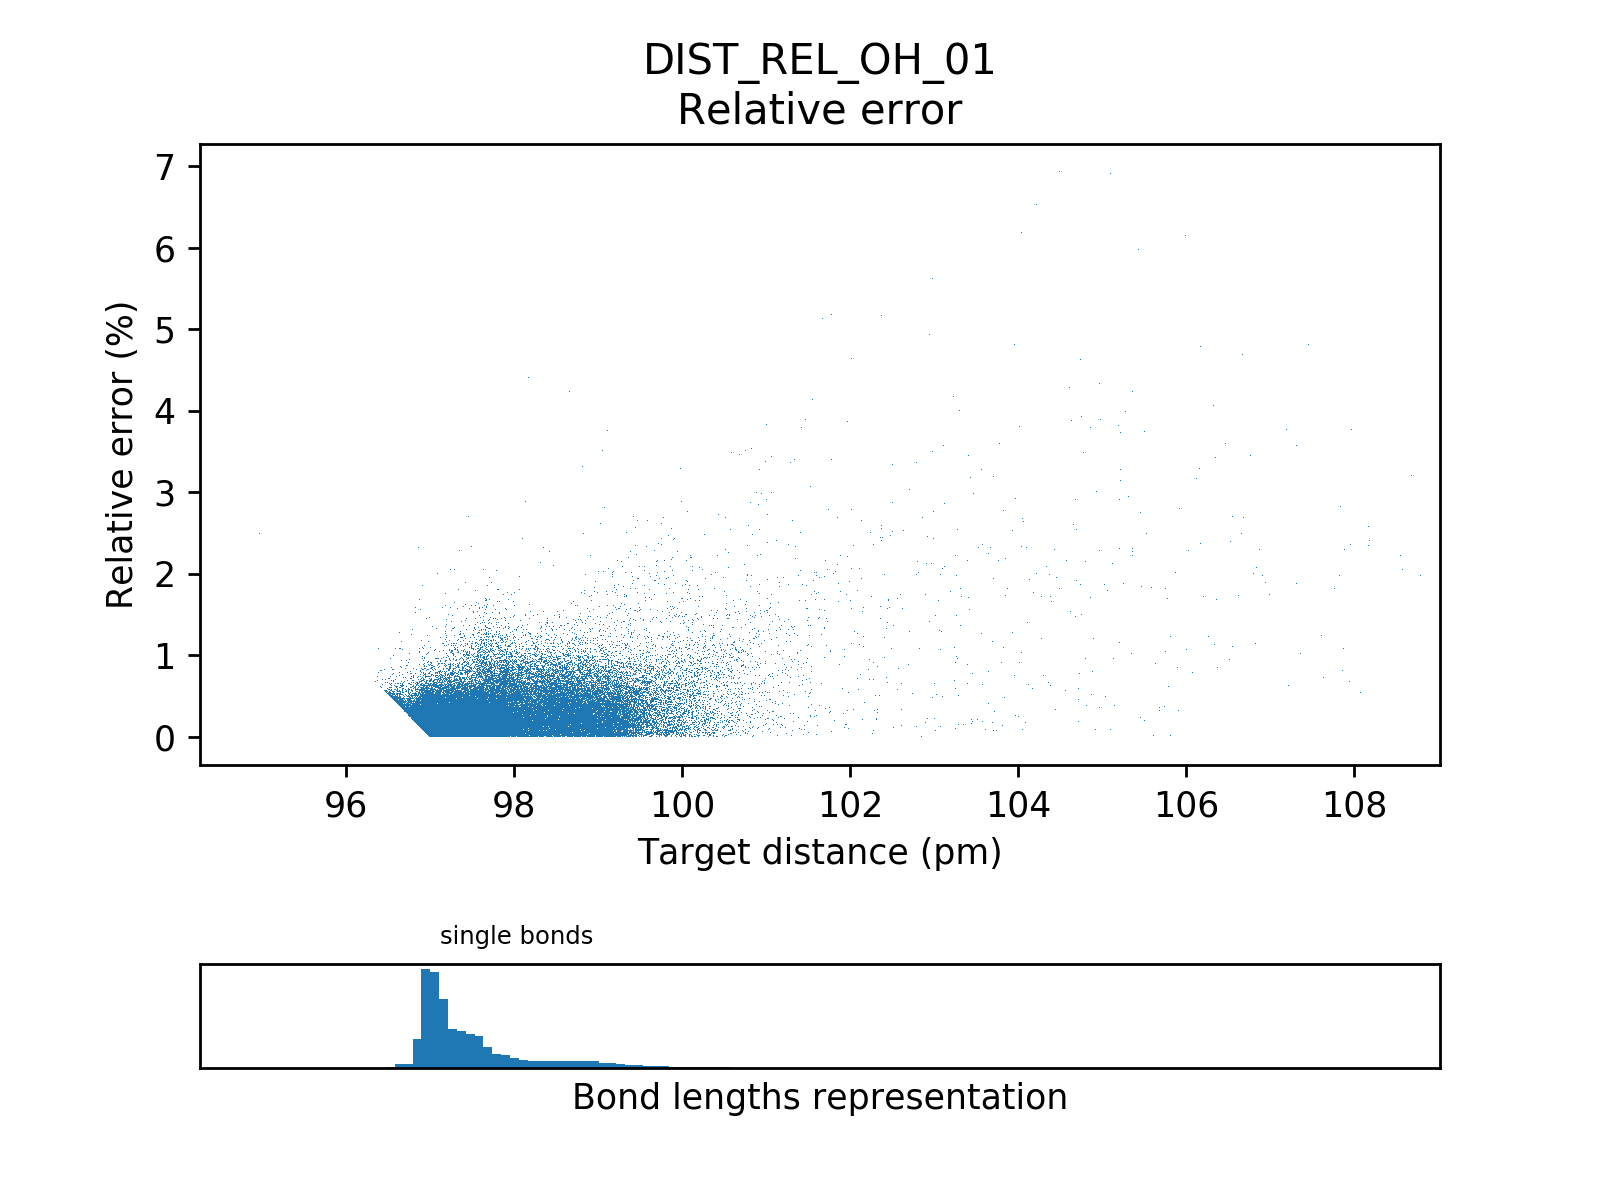 DIST_REL_OH_01
Relative error
7
6
5
4
3
2
1
0
Relative error (%)
96 98 100 102 104 106 108
Target distance (pm)
single bonds
Bond lengths representation